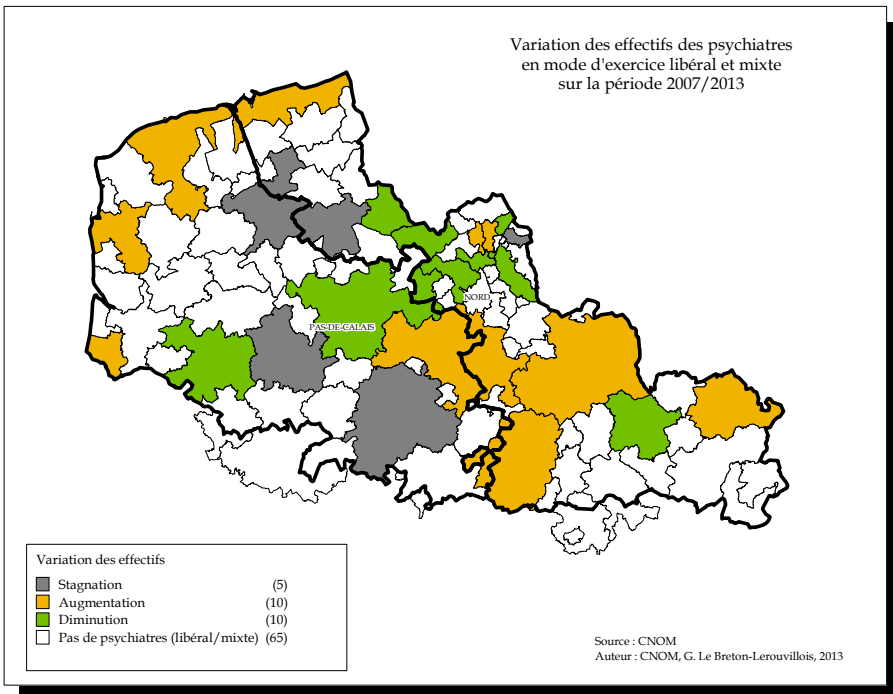 Variation des effectifs des psychiatres
en mode d'exercice libéral et mixte
sur la période 2007/2013
NORD
PAS-DE-CALAIS
Variation des effectifs
Stagnation (5)
Augmentation (10)
Diminution (10)
Pas de psychiatres (libéral/mixte) (65)
Source : CNOM
Auteur : CNOM, G. Le Breton-Lerouvillois, 2013